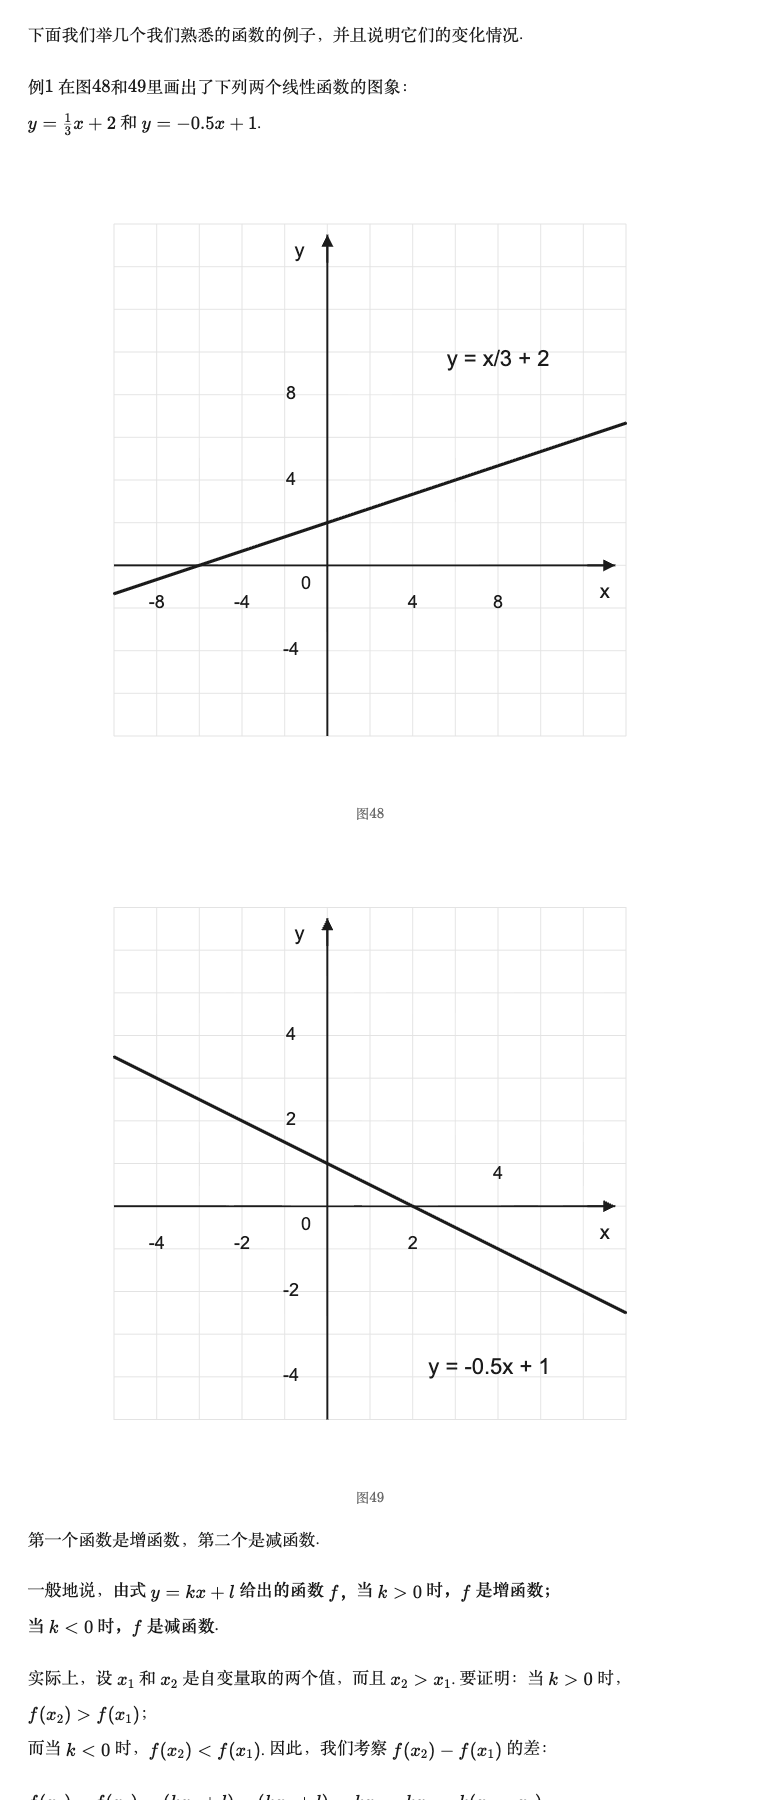 下面我们举几个我们熟悉的函数的例子，并且说明它们的变化情况.
例1 在图48和49里画出了下列两个线性函数的图象：
y = 1/3 x + 2 和 y = −0.5x + 1.
y
y = x/3 + 2
8
4
0
x
-8 -4 4 8
-4
图48
y
4
2
4
0
x
-4 -2 2
-2
y = -0.5x + 1
-4
图49
第一个函数是增函数，第二个是减函数.
一般地说，由式 y = kx + l 给出的函数 f，当 k > 0 时，f 是增函数；
当 k < 0 时，f 是减函数.
实际上，设 x₁ 和 x₂ 是自变量取的两个值，而且 x₂ > x₁. 要证明：当 k > 0 时，
f(x₂) > f(x₁)；
而当 k < 0 时，f(x₂) < f(x₁). 因此，我们考察 f(x₂) − f(x₁) 的差：